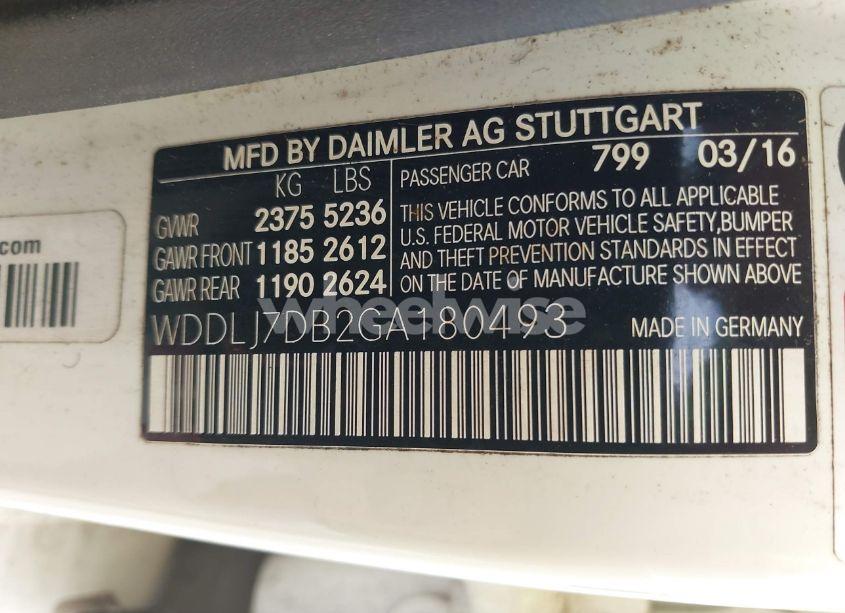 MFD BY DAIMLER AG STUTTGART
KG LBS
GVWR 2375 5236
GAWR FRONT 1185 2612
GAWR REAR 1190 2624
PASSENGER CAR 799 03/16
THIS VEHICLE CONFORMS TO ALL APPLICABLE
U.S. FEDERAL MOTOR VEHICLE SAFETY,BUMPER
AND THEFT PREVENTION STANDARDS IN EFFECT
ON THE DATE OF MANUFACTURE SHOWN ABOVE
WDDLJ7DB2GA180493 MADE IN GERMANY
wheelwise
.com